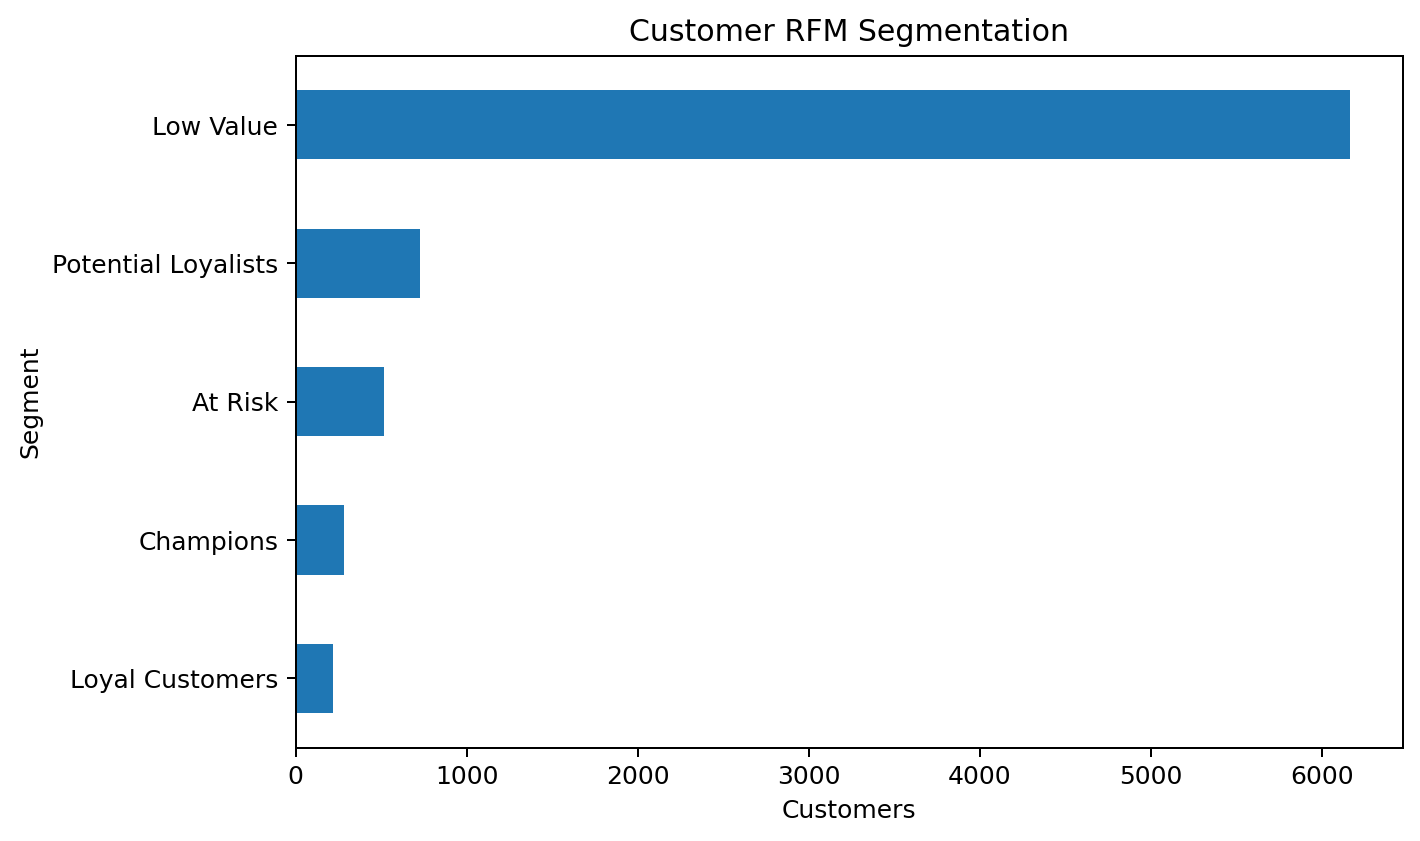 Customer RFM Segmentation
Low Value
Potential Loyalists
At Risk
Champions
Loyal Customers
Segment
0 1000 2000 3000 4000 5000 6000
Customers